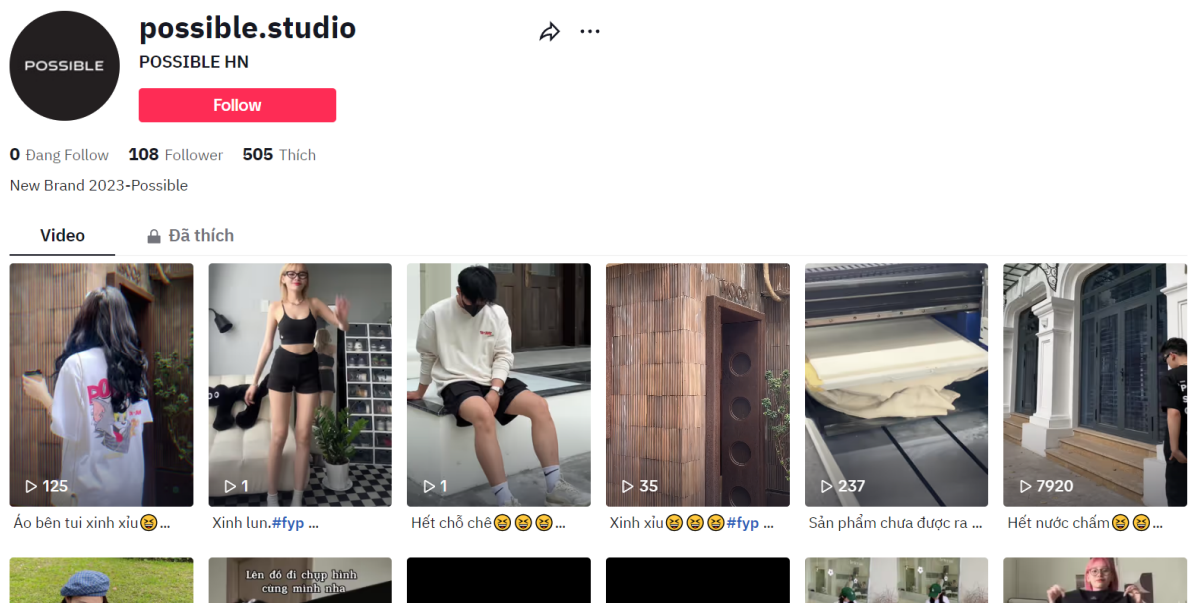 POSSIBLE
possible.studio
POSSIBLE HN
Follow
0 Đang Follow 108 Follower 505 Thích
New Brand 2023-Possible
Video Đã thích
125
1
1
35
237
7920
Áo bên tui xinh xỉu😆...
Xinh lun.#fyp ...
Hết chỗ chê😆😆😆...
Xinh xỉu😆😆😆#fyp ...
Sản phẩm chưa được ra ...
Hết nước chấm😆😆...
Lên đồ đi chụp hình
cùng mình nha